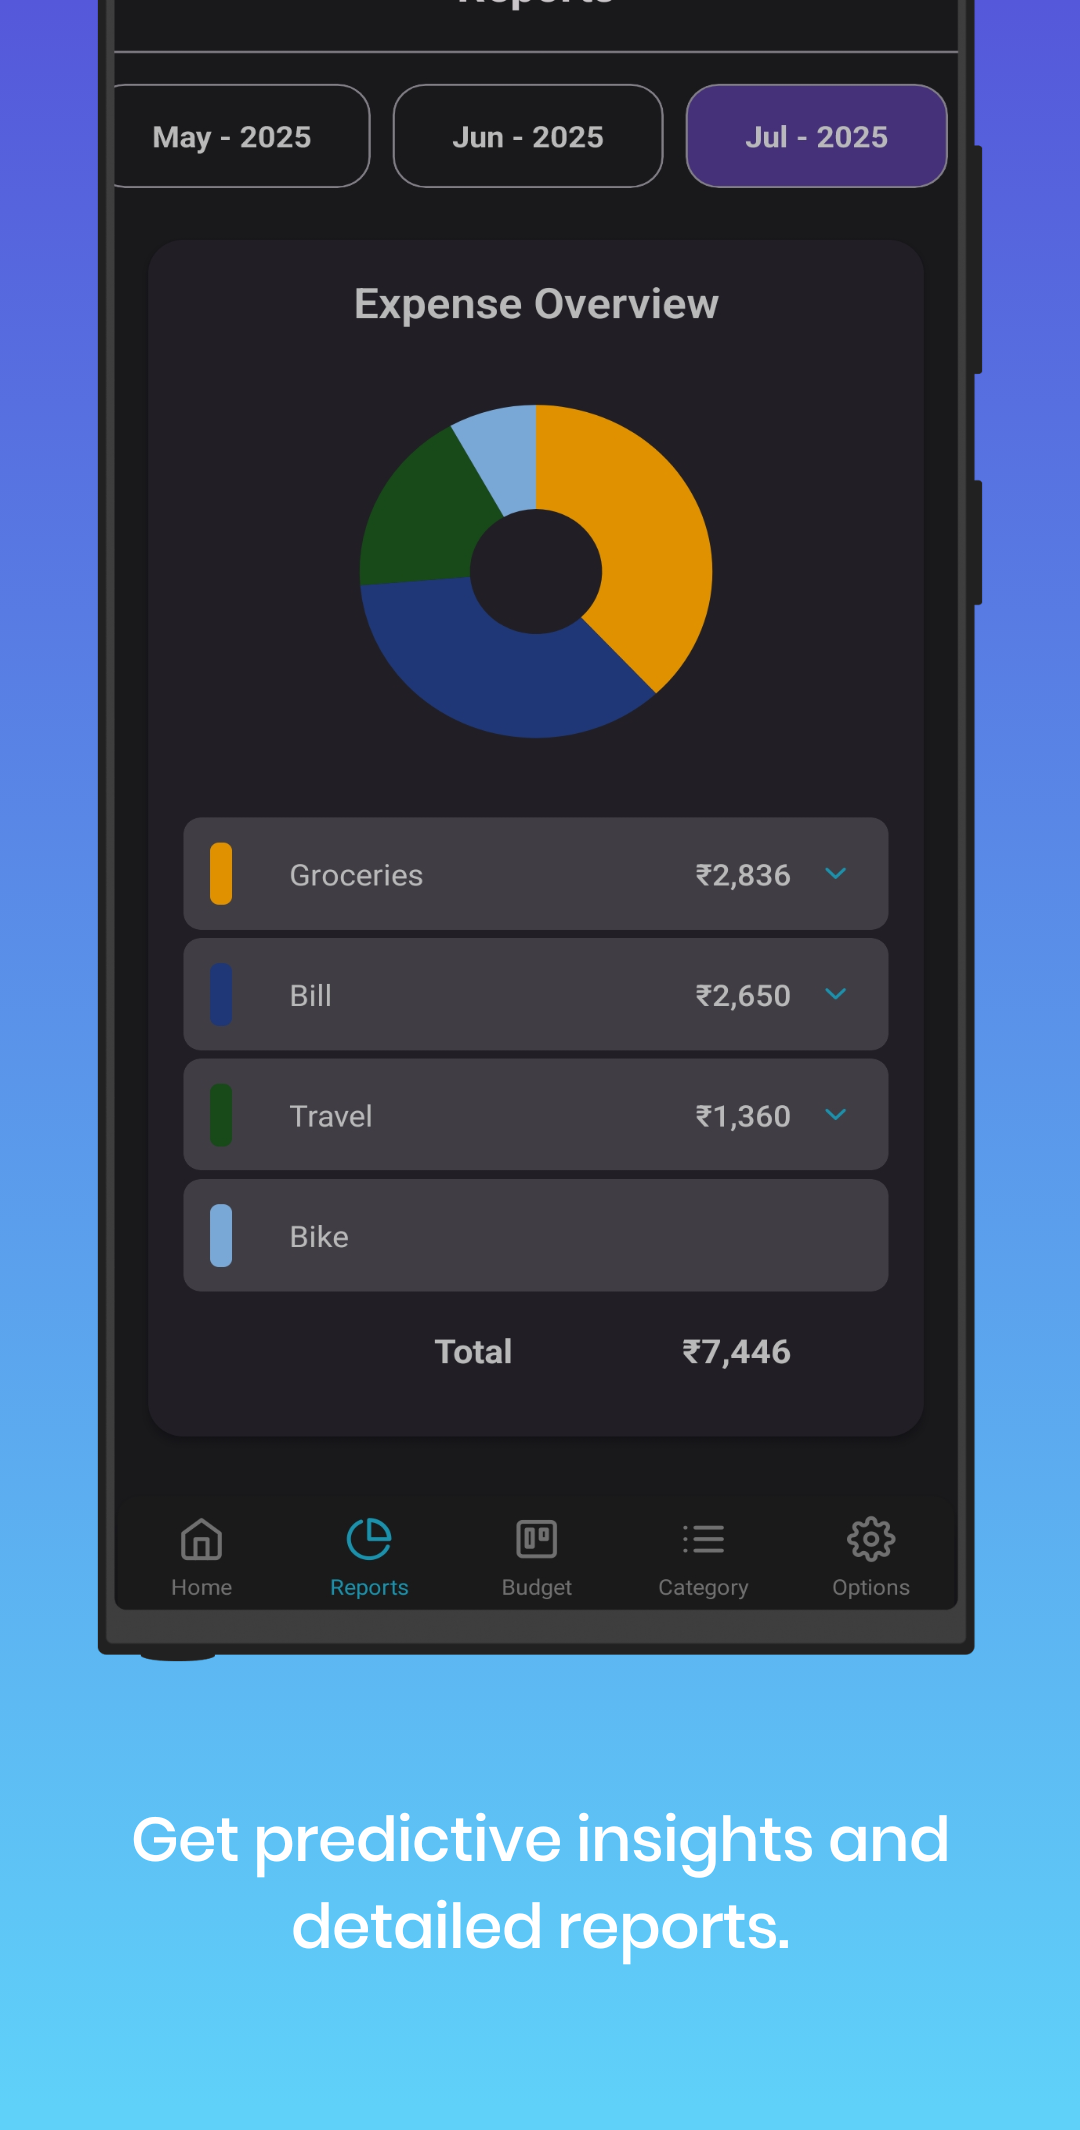 Reports
May - 2025
Jun - 2025
Jul - 2025
Expense Overview
Groceries ₹2,836
Bill ₹2,650
Travel ₹1,360
Bike
Total ₹7,446
Home Reports Budget Category Options
Get predictive insights and
detailed reports.